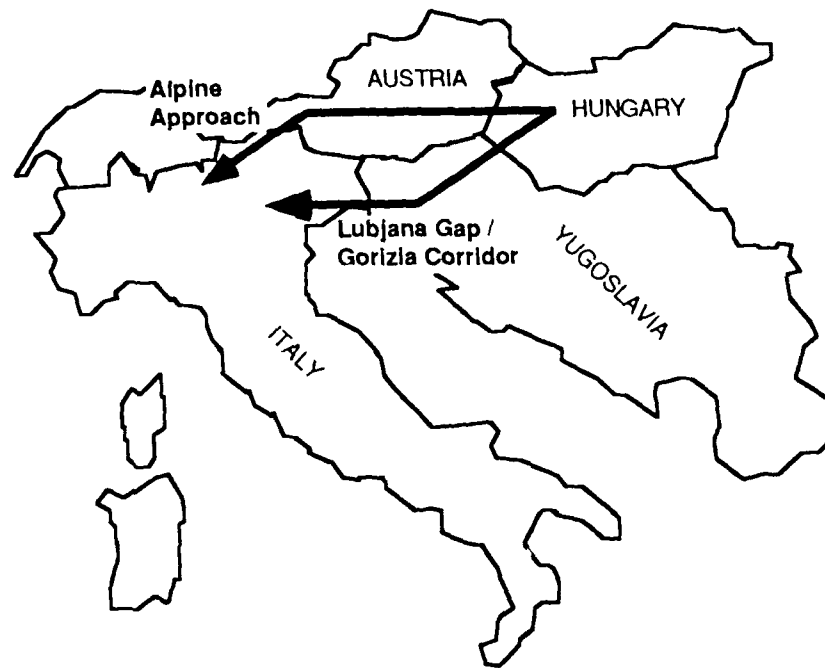 AUSTRIA
Alpine
Approach
HUNGARY
Lubjana Gap /
Gorizia Corridor
YUGOSLAVIA
ITALY